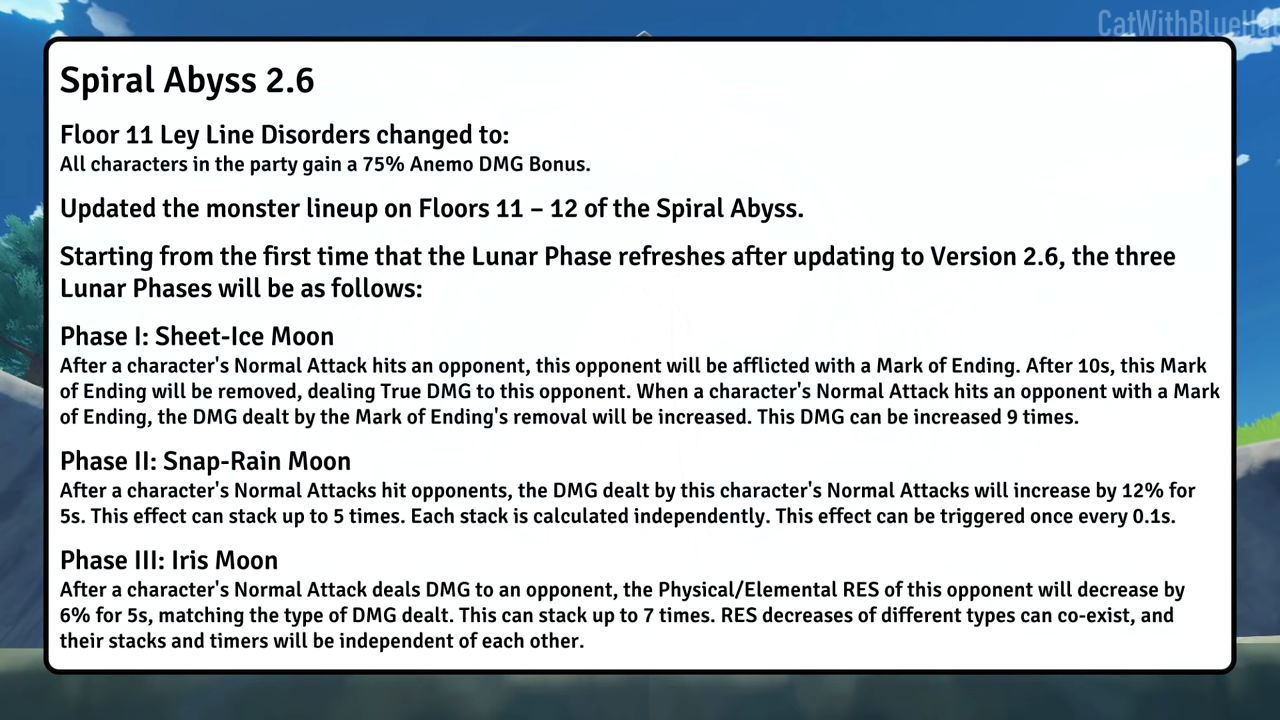 CatWithBlueHat
Spiral Abyss 2.6
Floor 11 Ley Line Disorders changed to:
All characters in the party gain a 75% Anemo DMG Bonus.
Updated the monster lineup on Floors 11 – 12 of the Spiral Abyss.
Starting from the first time that the Lunar Phase refreshes after updating to Version 2.6, the three
Lunar Phases will be as follows:
Phase I: Sheet-Ice Moon
After a character's Normal Attack hits an opponent, this opponent will be afflicted with a Mark of Ending. After 10s, this Mark
of Ending will be removed, dealing True DMG to this opponent. When a character's Normal Attack hits an opponent with a Mark
of Ending, the DMG dealt by the Mark of Ending's removal will be increased. This DMG can be increased 9 times.
Phase II: Snap-Rain Moon
After a character's Normal Attacks hit opponents, the DMG dealt by this character's Normal Attacks will increase by 12% for
5s. This effect can stack up to 5 times. Each stack is calculated independently. This effect can be triggered once every 0.1s.
Phase III: Iris Moon
After a character's Normal Attack deals DMG to an opponent, the Physical/Elemental RES of this opponent will decrease by
6% for 5s, matching the type of DMG dealt. This can stack up to 7 times. RES decreases of different types can co-exist, and
their stacks and timers will be independent of each other.